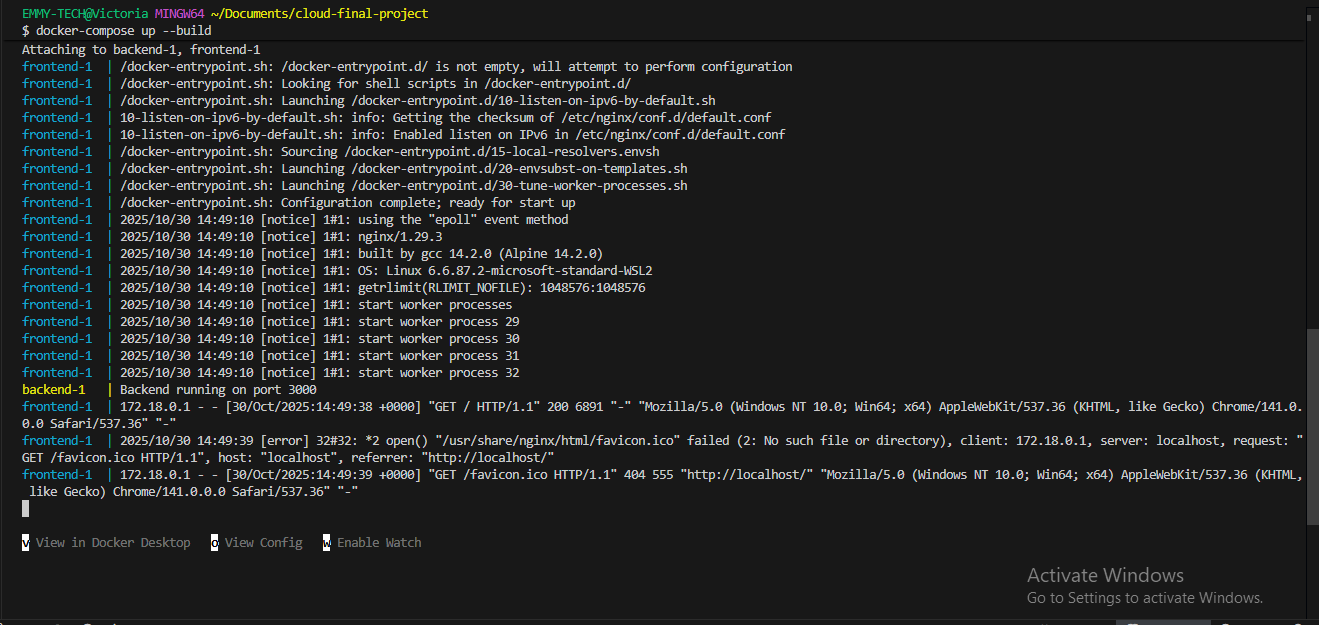 EMMY-TECH@Victoria MINGW64 ~/Documents/cloud-final-project
$ docker-compose up --build
Attaching to backend-1, frontend-1
frontend-1  | /docker-entrypoint.sh: /docker-entrypoint.d/ is not empty, will attempt to perform configuration
frontend-1  | /docker-entrypoint.sh: Looking for shell scripts in /docker-entrypoint.d/
frontend-1  | /docker-entrypoint.sh: Launching /docker-entrypoint.d/10-listen-on-ipv6-by-default.sh
frontend-1  | 10-listen-on-ipv6-by-default.sh: info: Getting the checksum of /etc/nginx/conf.d/default.conf
frontend-1  | 10-listen-on-ipv6-by-default.sh: info: Enabled listen on IPv6 in /etc/nginx/conf.d/default.conf
frontend-1  | /docker-entrypoint.sh: Sourcing /docker-entrypoint.d/15-local-resolvers.envsh
frontend-1  | /docker-entrypoint.sh: Launching /docker-entrypoint.d/20-envsubst-on-templates.sh
frontend-1  | /docker-entrypoint.sh: Launching /docker-entrypoint.d/30-tune-worker-processes.sh
frontend-1  | /docker-entrypoint.sh: Configuration complete; ready for start up
frontend-1  | 2025/10/30 14:49:10 [notice] 1#1: using the "epoll" event method
frontend-1  | 2025/10/30 14:49:10 [notice] 1#1: nginx/1.29.3
frontend-1  | 2025/10/30 14:49:10 [notice] 1#1: built by gcc 14.2.0 (Alpine 14.2.0)
frontend-1  | 2025/10/30 14:49:10 [notice] 1#1: OS: Linux 6.6.87.2-microsoft-standard-WSL2
frontend-1  | 2025/10/30 14:49:10 [notice] 1#1: getrlimit(RLIMIT_NOFILE): 1048576:1048576
frontend-1  | 2025/10/30 14:49:10 [notice] 1#1: start worker processes
frontend-1  | 2025/10/30 14:49:10 [notice] 1#1: start worker process 29
frontend-1  | 2025/10/30 14:49:10 [notice] 1#1: start worker process 30
frontend-1  | 2025/10/30 14:49:10 [notice] 1#1: start worker process 31
frontend-1  | 2025/10/30 14:49:10 [notice] 1#1: start worker process 32
backend-1   | Backend running on port 3000
frontend-1  | 172.18.0.1 - - [30/Oct/2025:14:49:38 +0000] "GET / HTTP/1.1" 200 6891 "-" "Mozilla/5.0 (Windows NT 10.0; Win64; x64) AppleWebKit/537.36 (KHTML, like Gecko) Chrome/141.0.
0.0 Safari/537.36" "-"
frontend-1  | 2025/10/30 14:49:39 [error] 32#32: *2 open() "/usr/share/nginx/html/favicon.ico" failed (2: No such file or directory), client: 172.18.0.1, server: localhost, request: "
GET /favicon.ico HTTP/1.1", host: "localhost", referrer: "http://localhost/"
frontend-1  | 172.18.0.1 - - [30/Oct/2025:14:49:39 +0000] "GET /favicon.ico HTTP/1.1" 404 555 "http://localhost/" "Mozilla/5.0 (Windows NT 10.0; Win64; x64) AppleWebKit/537.36 (KHTML,
 like Gecko) Chrome/141.0.0.0 Safari/537.36" "-"
v View in Docker Desktop   o View Config   w Enable Watch
Activate Windows
Go to Settings to activate Windows.